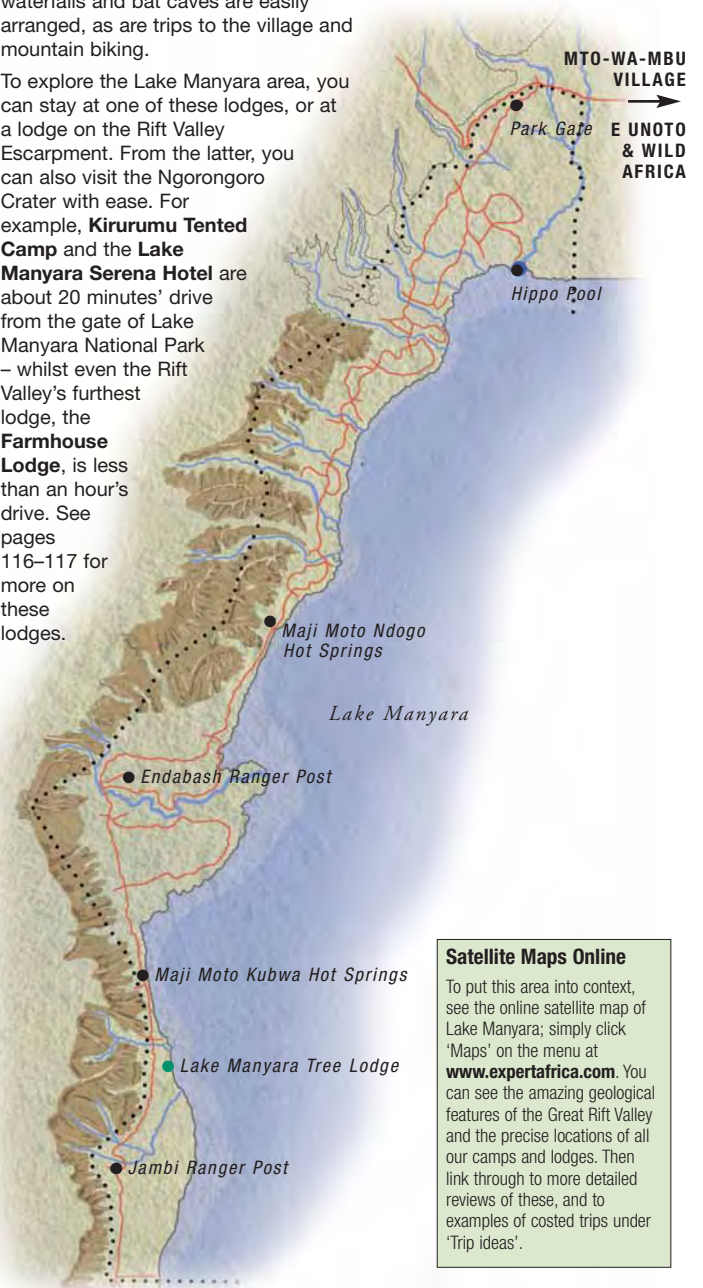 waterfalls and bat caves are easily
arranged, as are trips to the village and
mountain biking.
To explore the Lake Manyara area, you
can stay at one of these lodges, or at
a lodge on the Rift Valley
Escarpment. From the latter, you
can also visit the Ngorongoro
Crater with ease. For
example, Kirurumu Tented
Camp and the Lake
Manyara Serena Hotel are
about 20 minutes' drive
from the gate of Lake
Manyara National Park
– whilst even the Rift
Valley's furthest
lodge, the
Farmhouse
Lodge, is less
than an hour's
drive. See
pages
116–117 for
more on
these
lodges.
MTO-WA-MBU
VILLAGE
Park Gate
E UNOTO
& WILD
AFRICA
Hippo Pool
Maji Moto Ndogo
Hot Springs
Lake Manyara
Endabash Ranger Post
Maji Moto Kubwa Hot Springs
Lake Manyara Tree Lodge
Jambi Ranger Post
Satellite Maps Online
To put this area into context,
see the online satellite map of
Lake Manyara; simply click
'Maps' on the menu at
www.expertafrica.com. You
can see the amazing geological
features of the Great Rift Valley
and the precise locations of all
our camps and lodges. Then
link through to more detailed
reviews of these, and to
examples of costed trips under
'Trip ideas'.